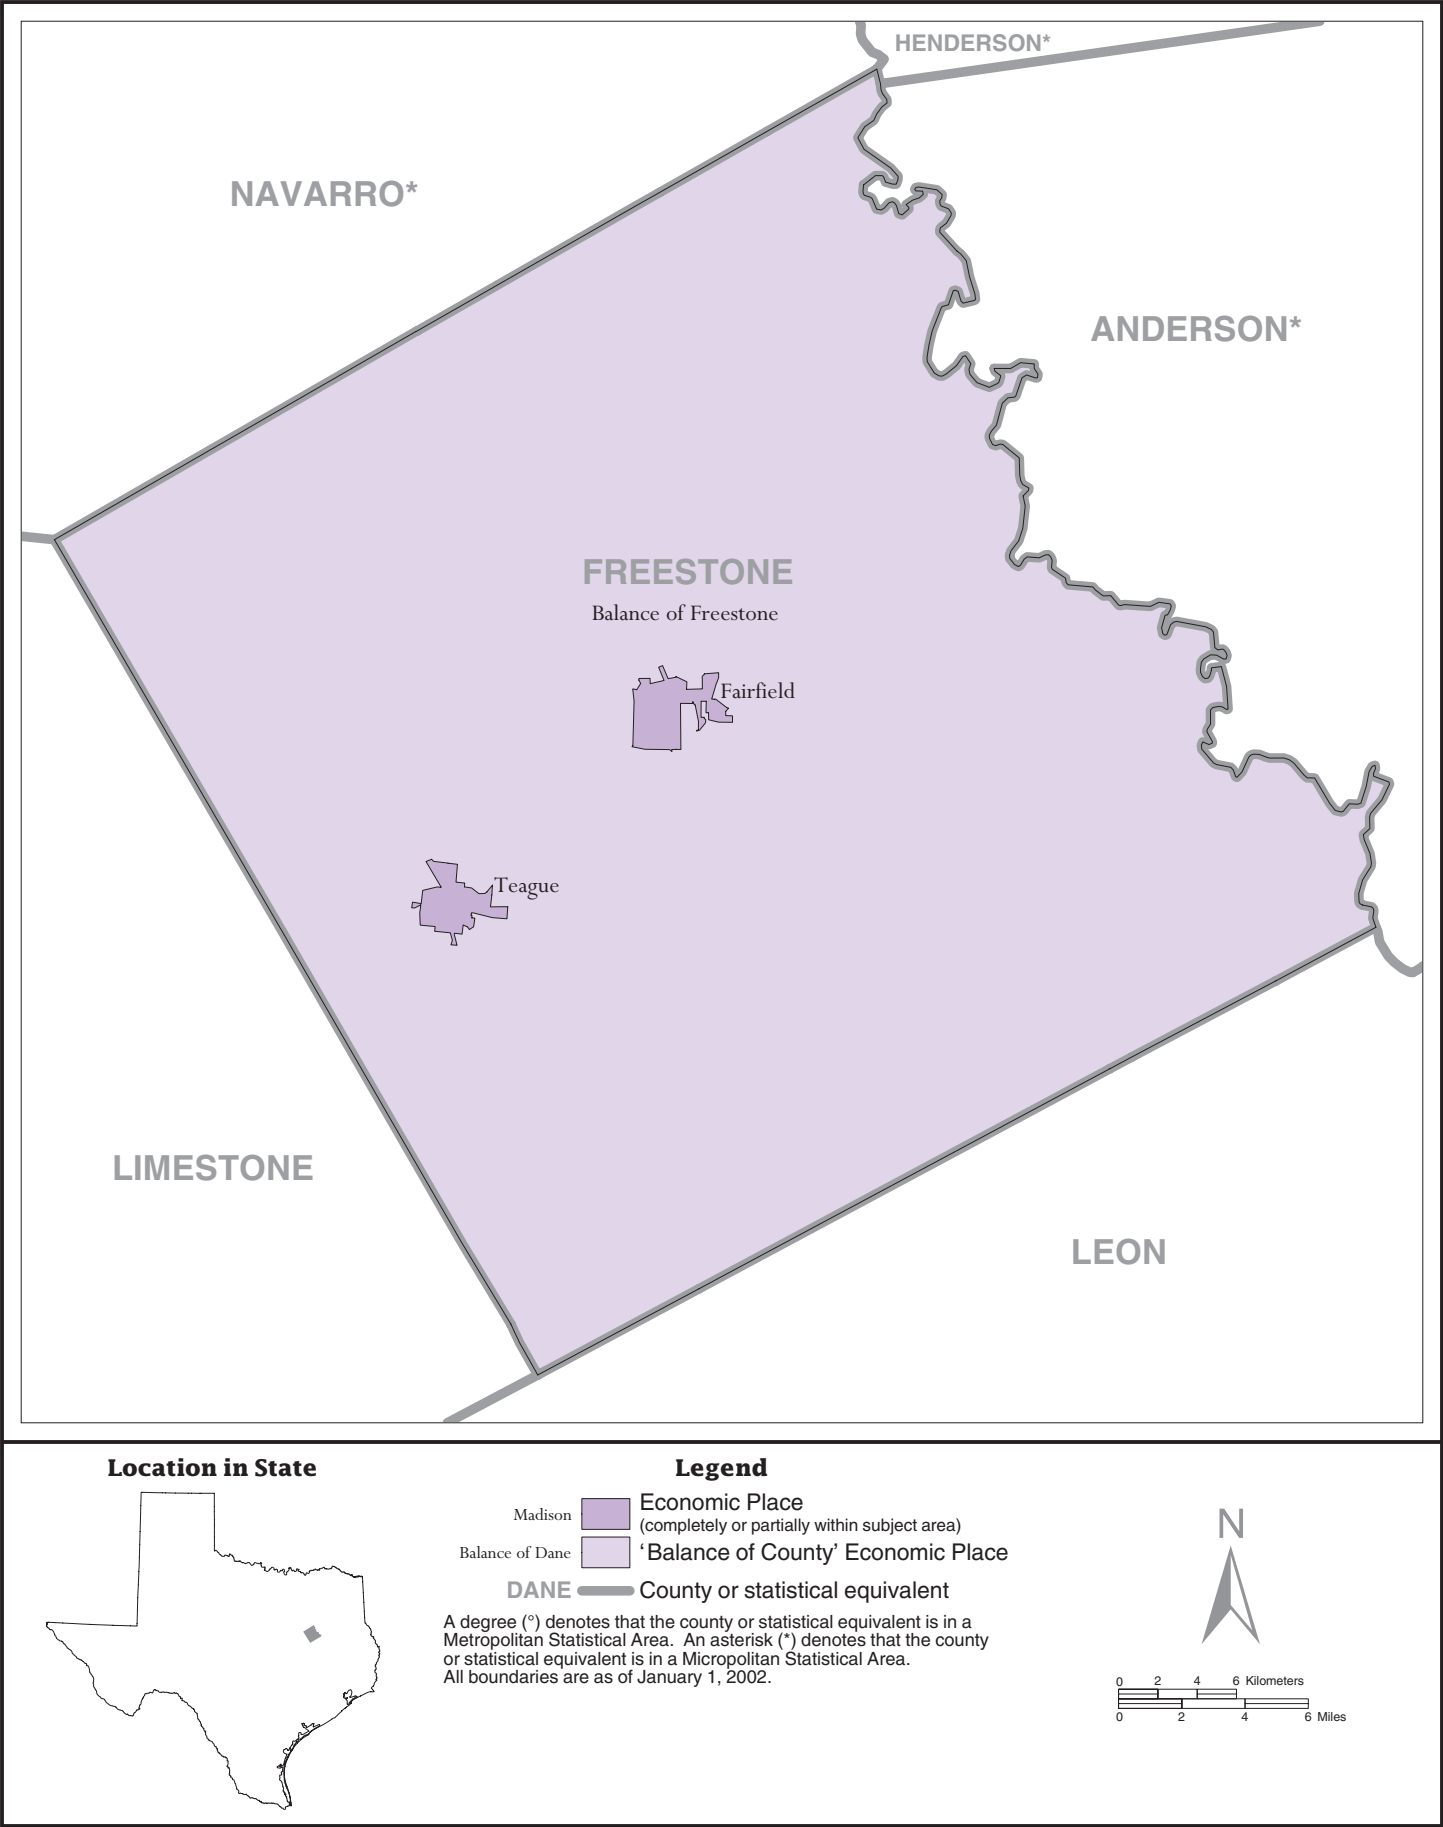 HENDERSON*
NAVARRO*
ANDERSON*
FREESTONE
Balance of Freestone
Fairfield
Teague
LIMESTONE
LEON
Location in State
Legend
Madison
Economic Place
(completely or partially within subject area)
Balance of Dane
‘Balance of County’ Economic Place
DANE
County or statistical equivalent
A degree (°) denotes that the county or statistical equivalent is in a
Metropolitan Statistical Area.  An asterisk (*) denotes that the county
or statistical equivalent is in a Micropolitan Statistical Area.
All boundaries are as of January 1, 2002.
N
0 2 4 6 Kilometers
0 2 4 6 Miles